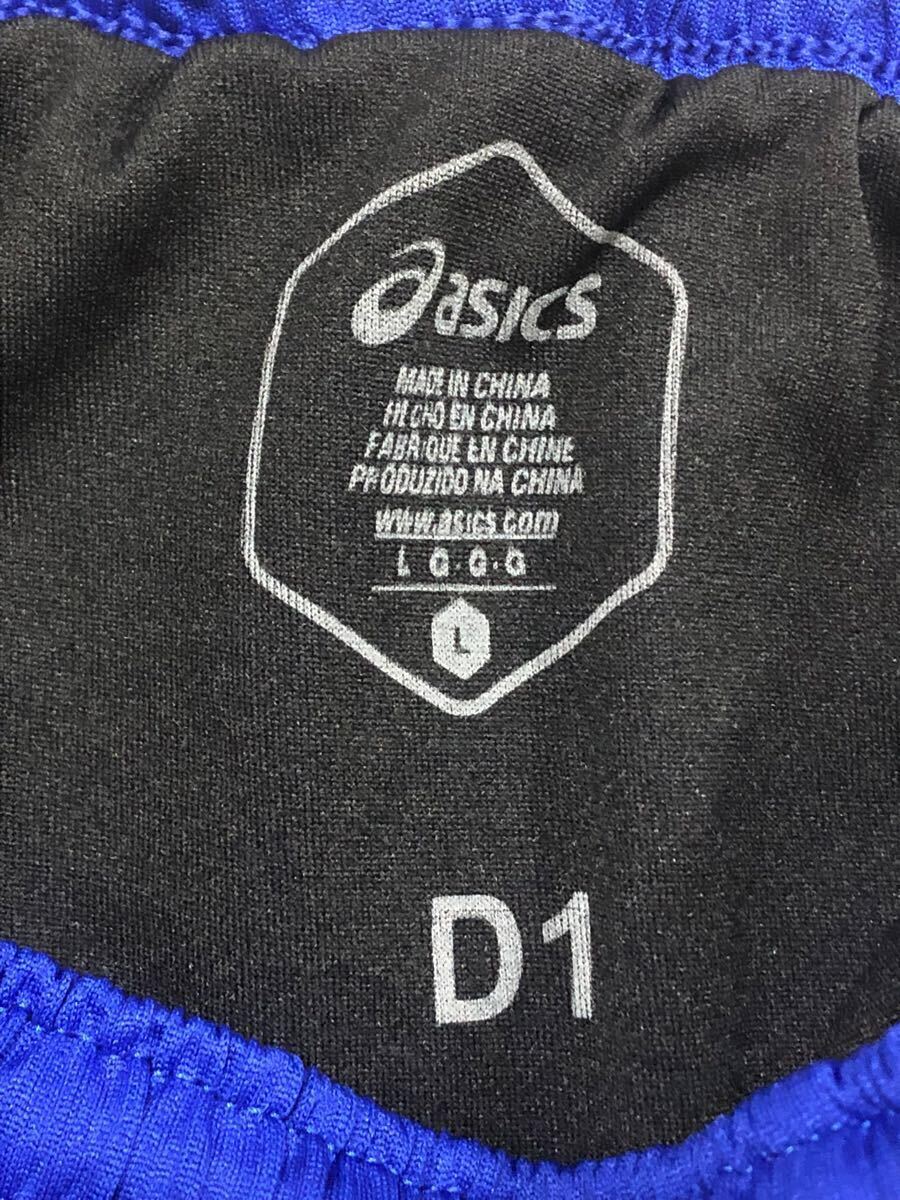 asics
MADE IN CHINA
HECHO EN CHINA
FABRIQUE EN CHINE
PRODUZIDO NA CHINA
www.asics.com
L G·G·G
L
D1